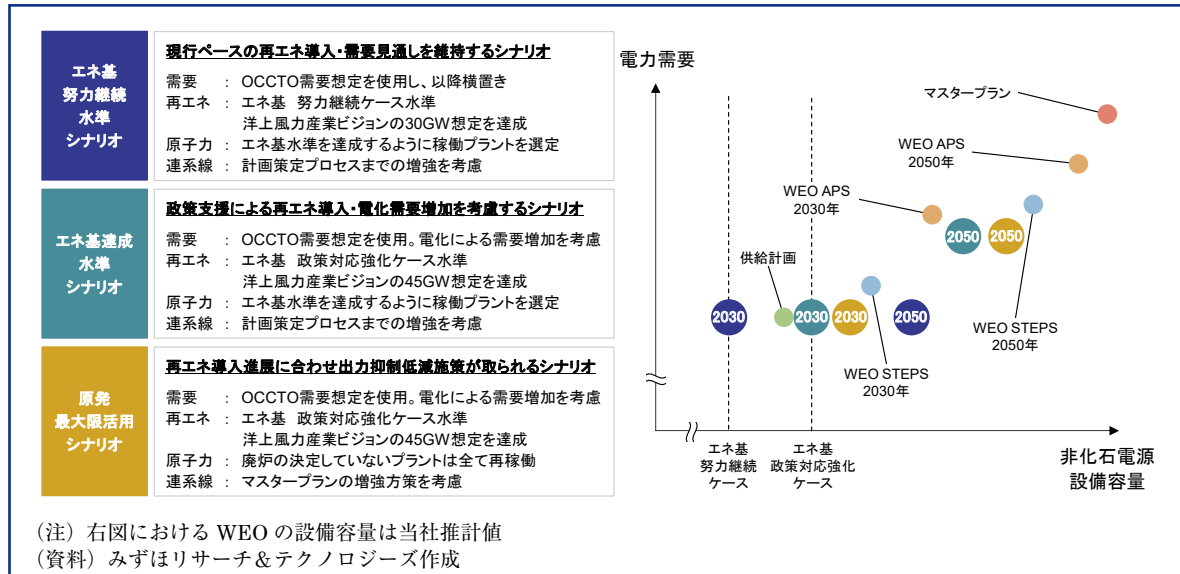 エネ基
努力継続
水準
シナリオ
現行ペースの再エネ導入・需要見通しを維持するシナリオ
需要 ： OCCTO需要想定を使用し、以降横置き
再エネ ： エネ基 努力継続ケース水準
洋上風力産業ビジョンの30GW想定を達成
原子力 ： エネ基水準を達成するように稼働プラントを選定
連系線 ： 計画策定プロセスまでの増強を考慮
エネ基達成
水準
シナリオ
政策支援による再エネ導入・電化需要増加を考慮するシナリオ
需要 ： OCCTO需要想定を使用。電化による需要増加を考慮
再エネ ： エネ基 政策対応強化ケース水準
洋上風力産業ビジョンの45GW想定を達成
原子力 ： エネ基水準を達成するように稼働プラントを選定
連系線 ： 計画策定プロセスまでの増強を考慮
原発
最大限活用
シナリオ
再エネ導入進展に合わせ出力抑制低減施策が取られるシナリオ
需要 ： OCCTO需要想定を使用。電化による需要増加を考慮
再エネ ： エネ基 政策対応強化ケース水準
洋上風力産業ビジョンの45GW想定を達成
原子力 ： 廃炉の決定していないプラントは全て再稼働
連系線 ： マスタープランの増強方策を考慮
電力需要
マスタープラン
WEO APS
2050年
WEO APS
2030年
2050
2050
供給計画
2030
2030
2030
2050
WEO STEPS
2050年
WEO STEPS
2030年
エネ基
努力継続
ケース
エネ基
政策対応強化
ケース
非化石電源
設備容量
（注）右図における WEO の設備容量は当社推計値
（資料）みずほリサーチ＆テクノロジーズ作成